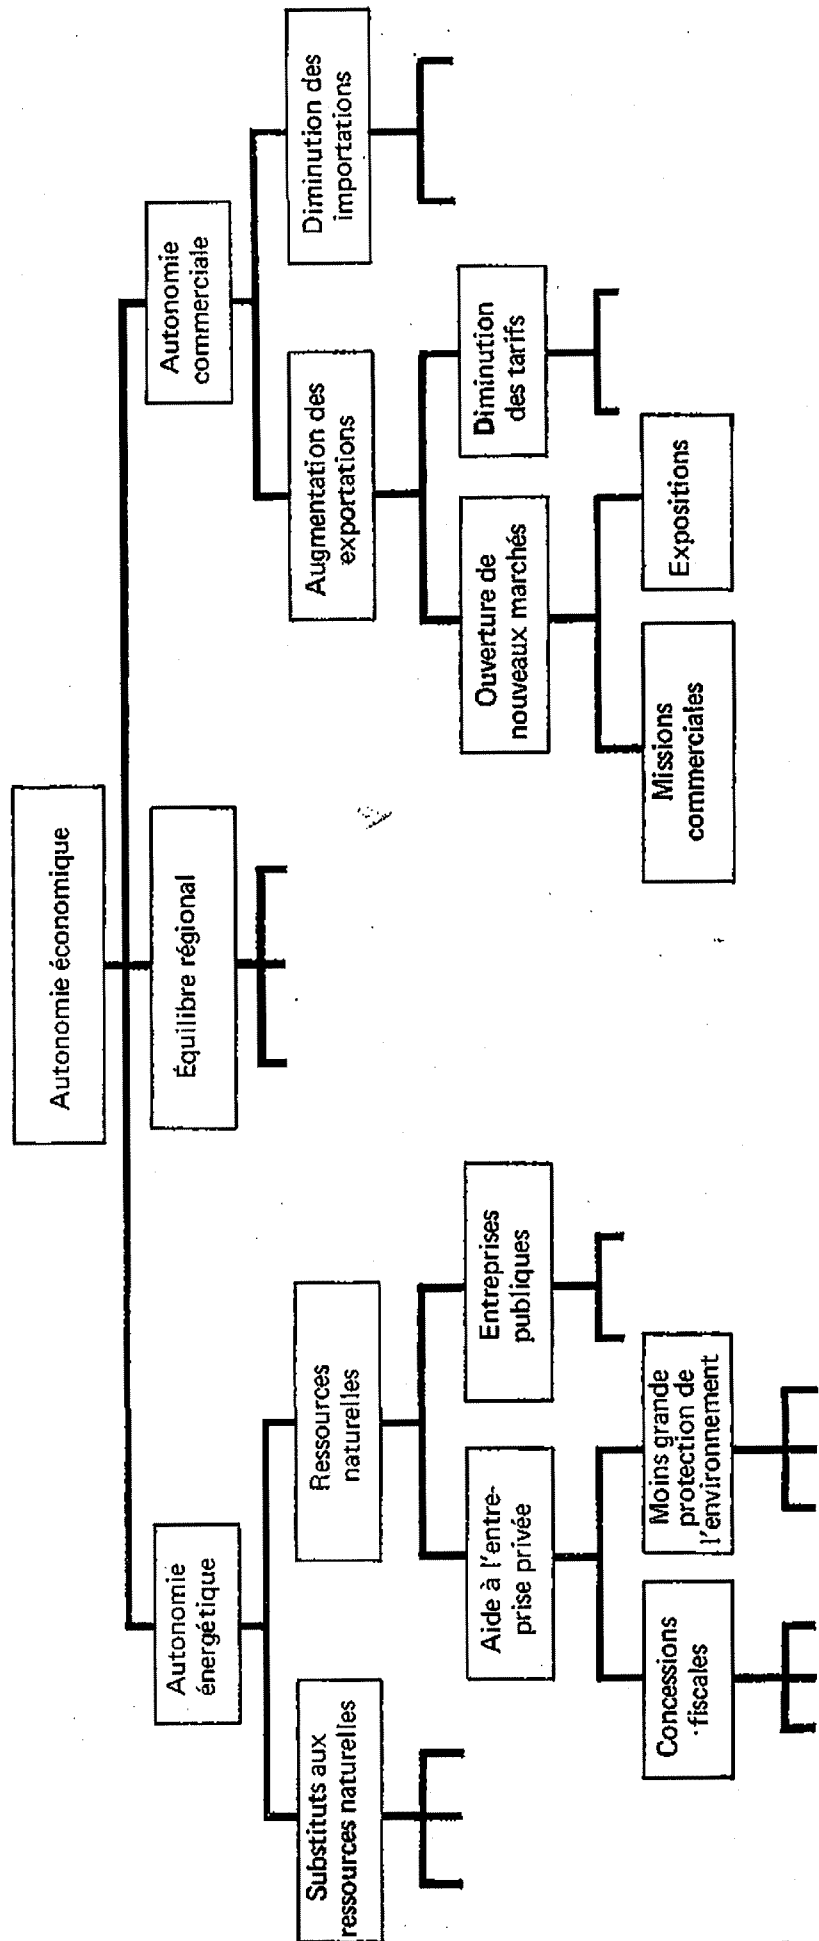 Autonomie économique
Autonomie
énergétique
Équilibre régional
Autonomie
commerciale
Substituts aux
ressources naturelles
Ressources
naturelles
Augmentation des
exportations
Diminution des
importations
Aide à l'entre-
prise privée
Entreprises
publiques
Ouverture de
nouveaux marchés
Diminution
des tarifs
Concessions
fiscales
Moins grande
protection de
l'environnement
Missions
commerciales
Expositions